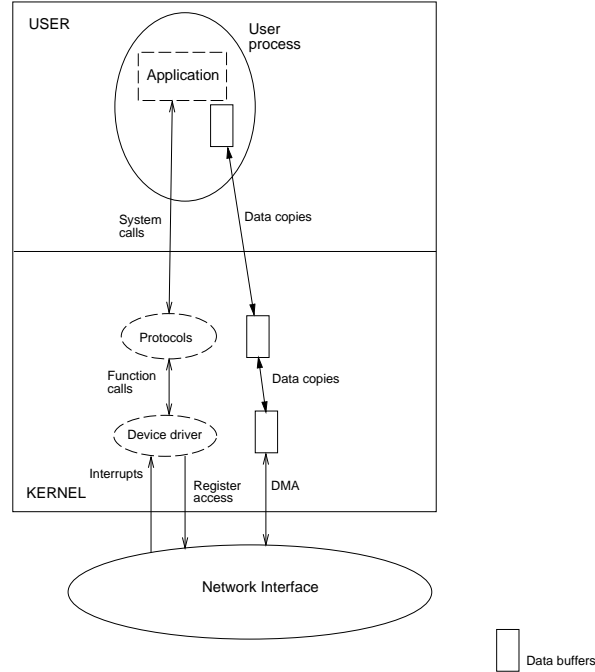 USER
User
process
Application
System
calls
Data copies
Protocols
Function
calls
Data copies
Device driver
Interrupts
Register
access
DMA
KERNEL
Network Interface
Data buffers